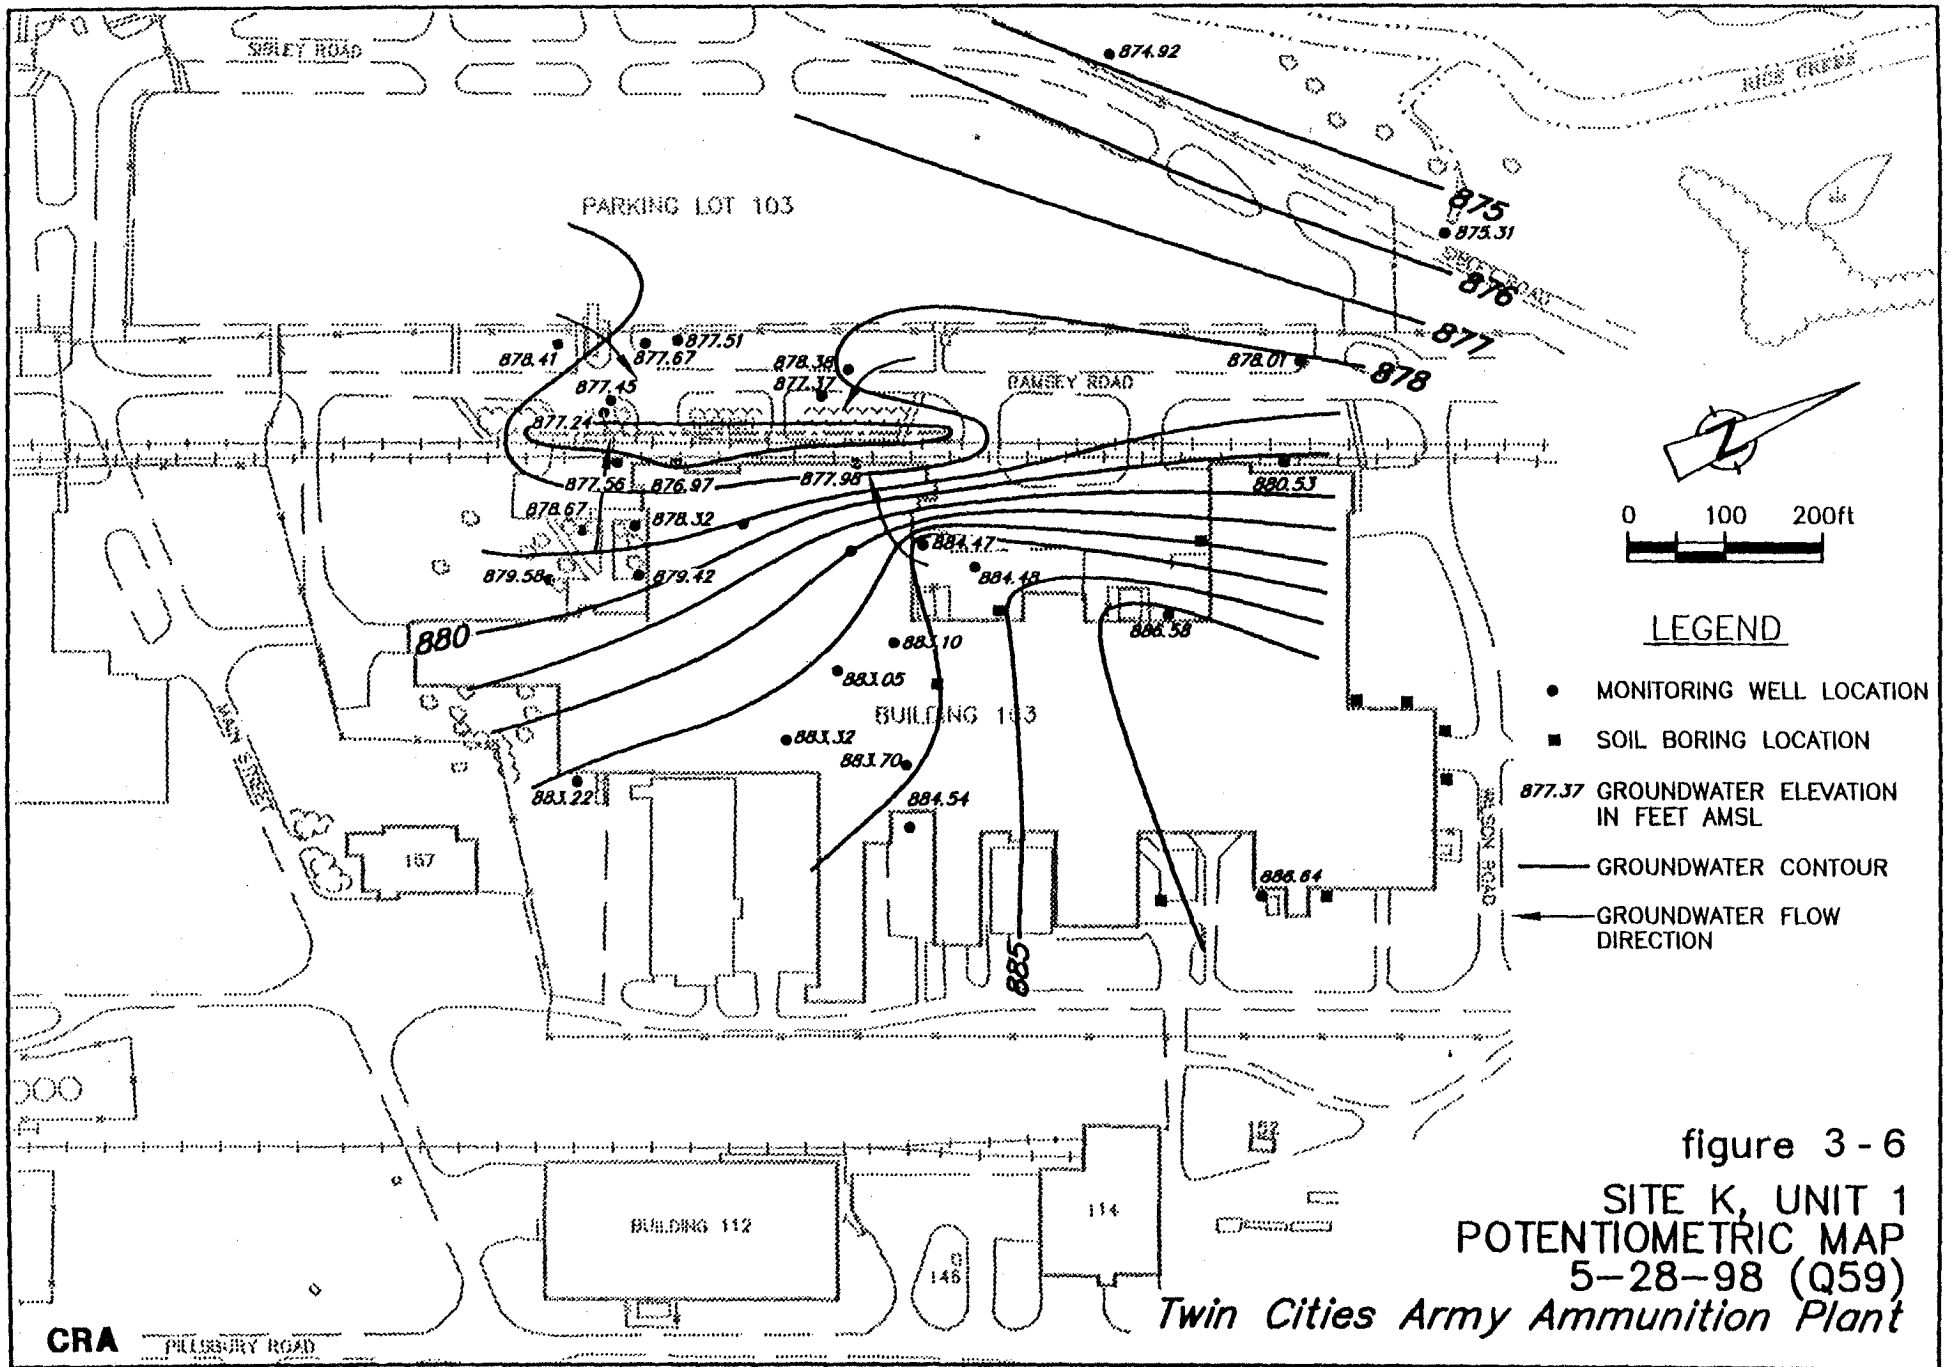 SIBLEY ROAD
874.92
RICE CREEK
PARKING LOT 103
875
875.31
876
877
877.51
878.41
877.67
878.38
878.01
878
877.45
877.37
RAMSEY ROAD
877.24
877.56
876.97
877.98
880.53
878.67
878.32
884.47
879.58
879.42
884.48
880
886.58
883.10
883.05
BUILDING 103
MAIN STREET
883.32
883.70
883.22
884.54
167
886.64
885
WILSON ROAD
0 100 200ft
LEGEND
MONITORING WELL LOCATION
SOIL BORING LOCATION
877.37 GROUNDWATER ELEVATION
IN FEET AMSL
GROUNDWATER CONTOUR
GROUNDWATER FLOW
DIRECTION
BUILDING 112
114
146
figure 3-6
SITE K, UNIT 1
POTENTIOMETRIC MAP
5-28-98 (Q59)
Twin Cities Army Ammunition Plant
CRA
PILLSBURY ROAD